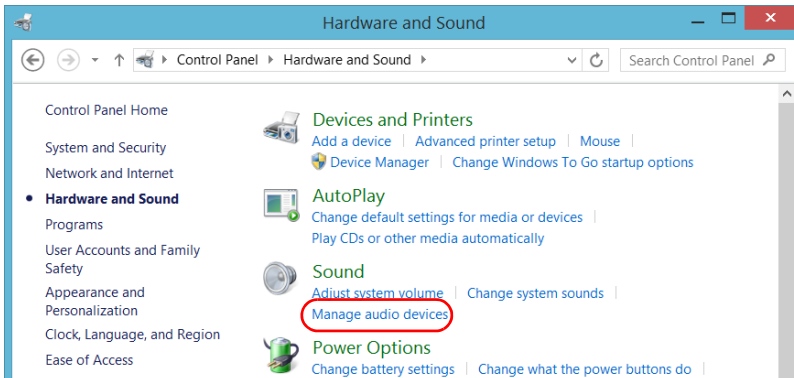 Hardware and Sound
Control Panel Hardware and Sound
Search Control Panel
Control Panel Home
System and Security
Network and Internet
Hardware and Sound
Programs
User Accounts and Family
Safety
Appearance and
Personalization
Clock, Language, and Region
Ease of Access
Devices and Printers
Add a device Advanced printer setup Mouse
Device Manager Change Windows To Go startup options
AutoPlay
Change default settings for media or devices
Play CDs or other media automatically
Sound
Adjust system volume Change system sounds
Manage audio devices
Power Options
Change battery settings Change what the power buttons do